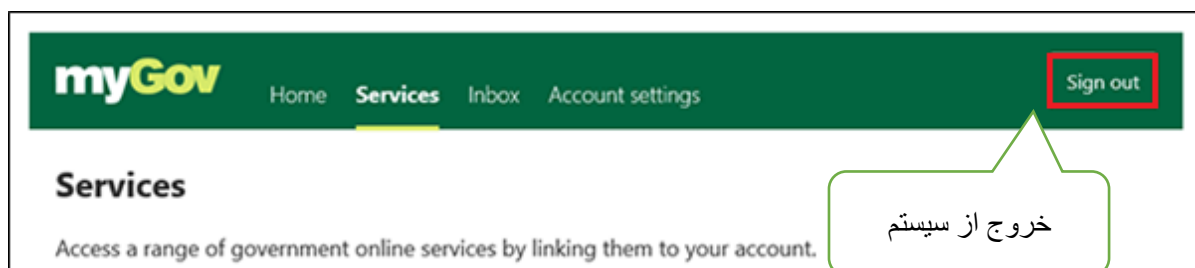 myGov
Home Services Inbox Account settings
Sign out
Services
Access a range of government online services by linking them to your account.
خروج از سیستم